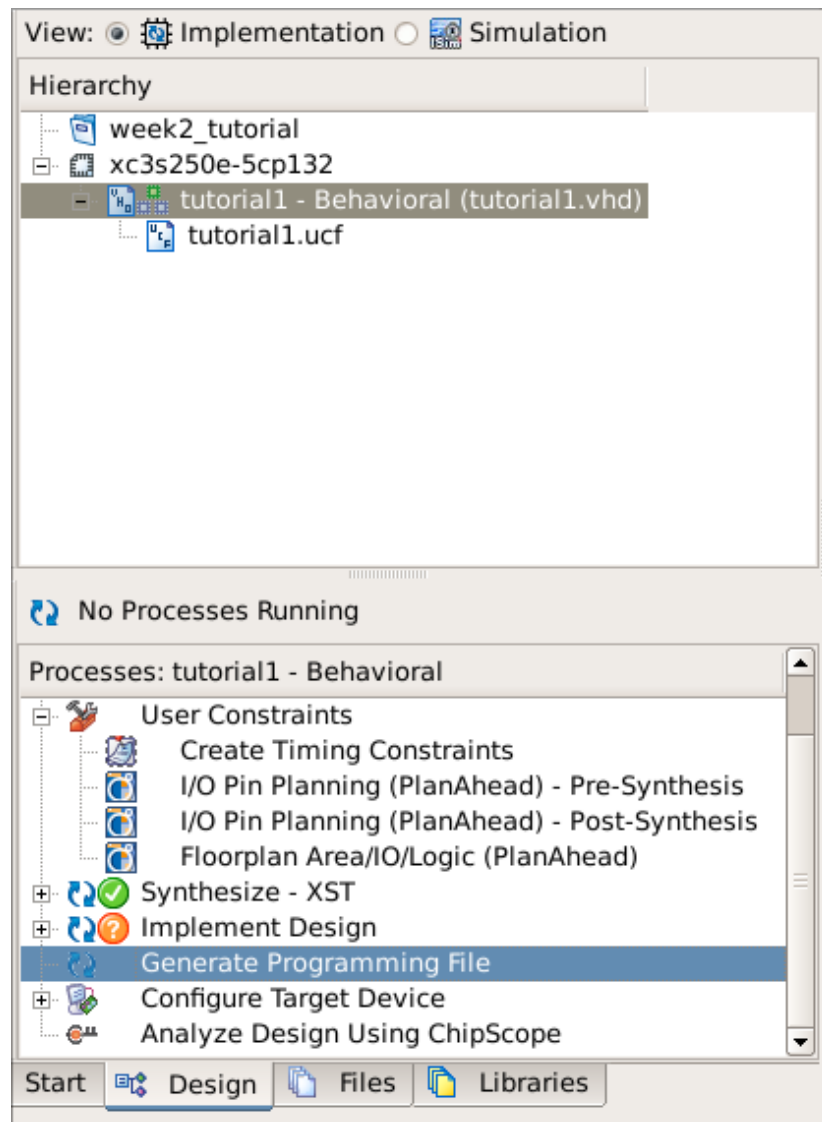 View: Implementation Simulation
Hierarchy
week2_tutorial
xc3s250e-5cp132
tutorial1 - Behavioral (tutorial1.vhd)
tutorial1.ucf
No Processes Running
Processes: tutorial1 - Behavioral
User Constraints
Create Timing Constraints
I/O Pin Planning (PlanAhead) - Pre-Synthesis
I/O Pin Planning (PlanAhead) - Post-Synthesis
Floorplan Area/IO/Logic (PlanAhead)
Synthesize - XST
Implement Design
Generate Programming File
Configure Target Device
Analyze Design Using ChipScope
Start Design Files Libraries